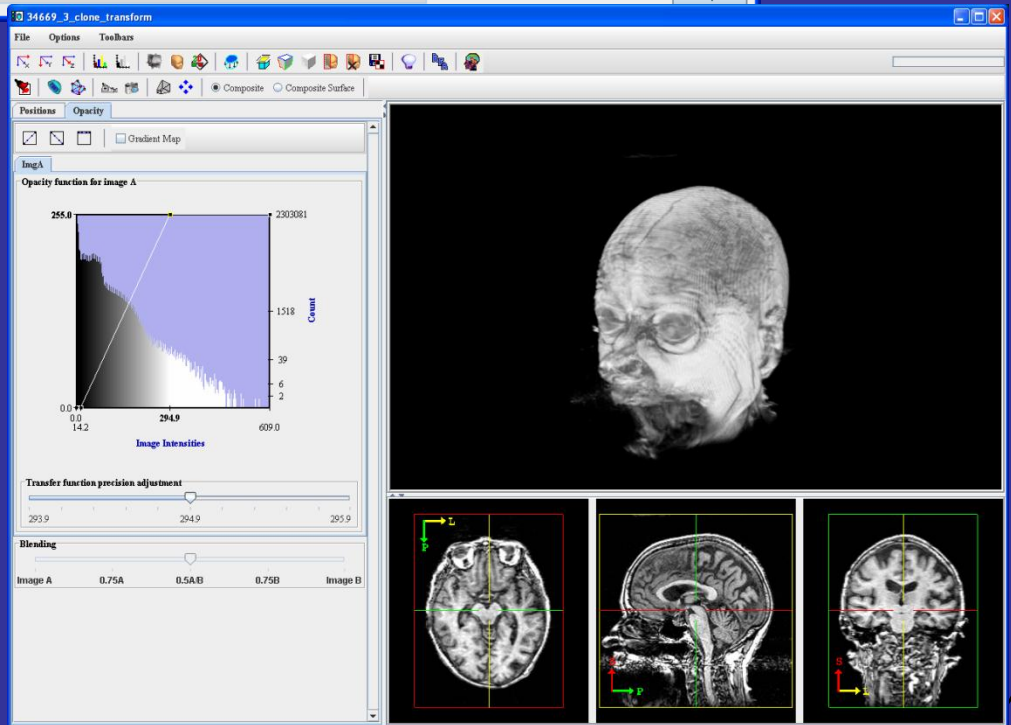 34669_3_clone_transform
File Options Toolbars
Composite Composite Surface
Positions Opacity
Gradient Map
ImgA
Opacity function for image A
255.0
2303081
1518
Count
39
6
2
0.0
0.0
14.2
294.9
609.0
Image Intensities
Transfer function precision adjustment
293.9 294.9 295.9
Blending
Image A 0.75A 0.5A/B 0.75B Image B
L
P
S
P
S
L